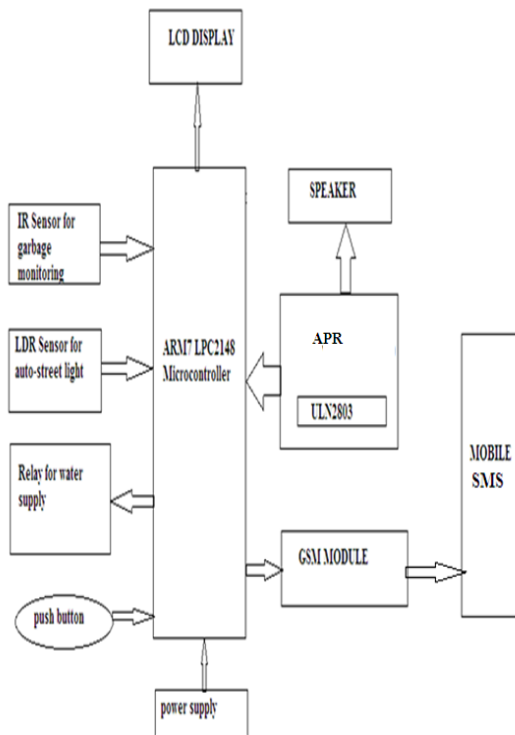 LCD DISPLAY
SPEAKER
IR Sensor for
garbage
monitoring
APR
LDR Sensor for
auto-street light
ARM7 LPC2148
Microcontroller
ULN2803
MOBILE
SMS
Relay for water
supply
GSM MODULE
push button
power supply